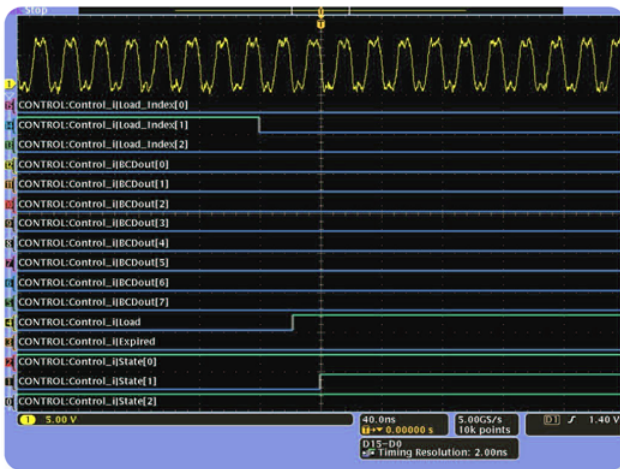 Stop
CONTROL:Control_i|Load_Index[0]
CONTROL:Control_i|Load_Index[1]
CONTROL:Control_i|Load_Index[2]
CONTROL:Control_i|BCDout[0]
CONTROL:Control_i|BCDout[1]
CONTROL:Control_i|BCDout[2]
CONTROL:Control_i|BCDout[3]
CONTROL:Control_i|BCDout[4]
CONTROL:Control_i|BCDout[5]
CONTROL:Control_i|BCDout[6]
CONTROL:Control_i|BCDout[7]
CONTROL:Control_i|Load
CONTROL:Control_i|Expired
CONTROL:Control_i|State[0]
CONTROL:Control_i|State[1]
CONTROL:Control_i|State[2]
1 5.00 V 40.0ns 5.00GS/s D1 1.40 V
0.00000 s 10k points
D15-D0
Timing Resolution: 2.00ns